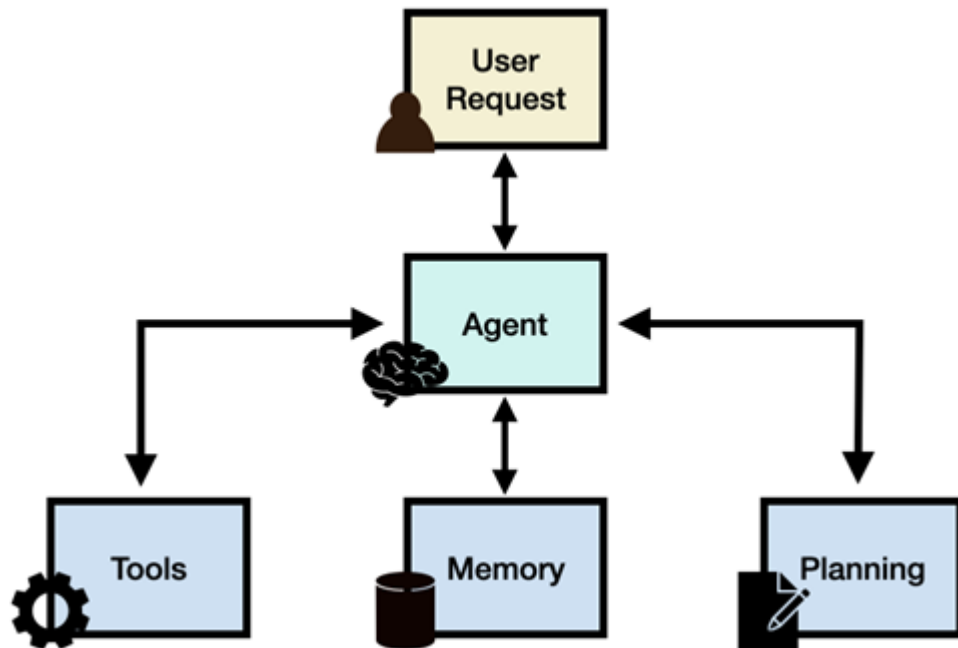 User
Request
Agent
Tools
Memory
Planning